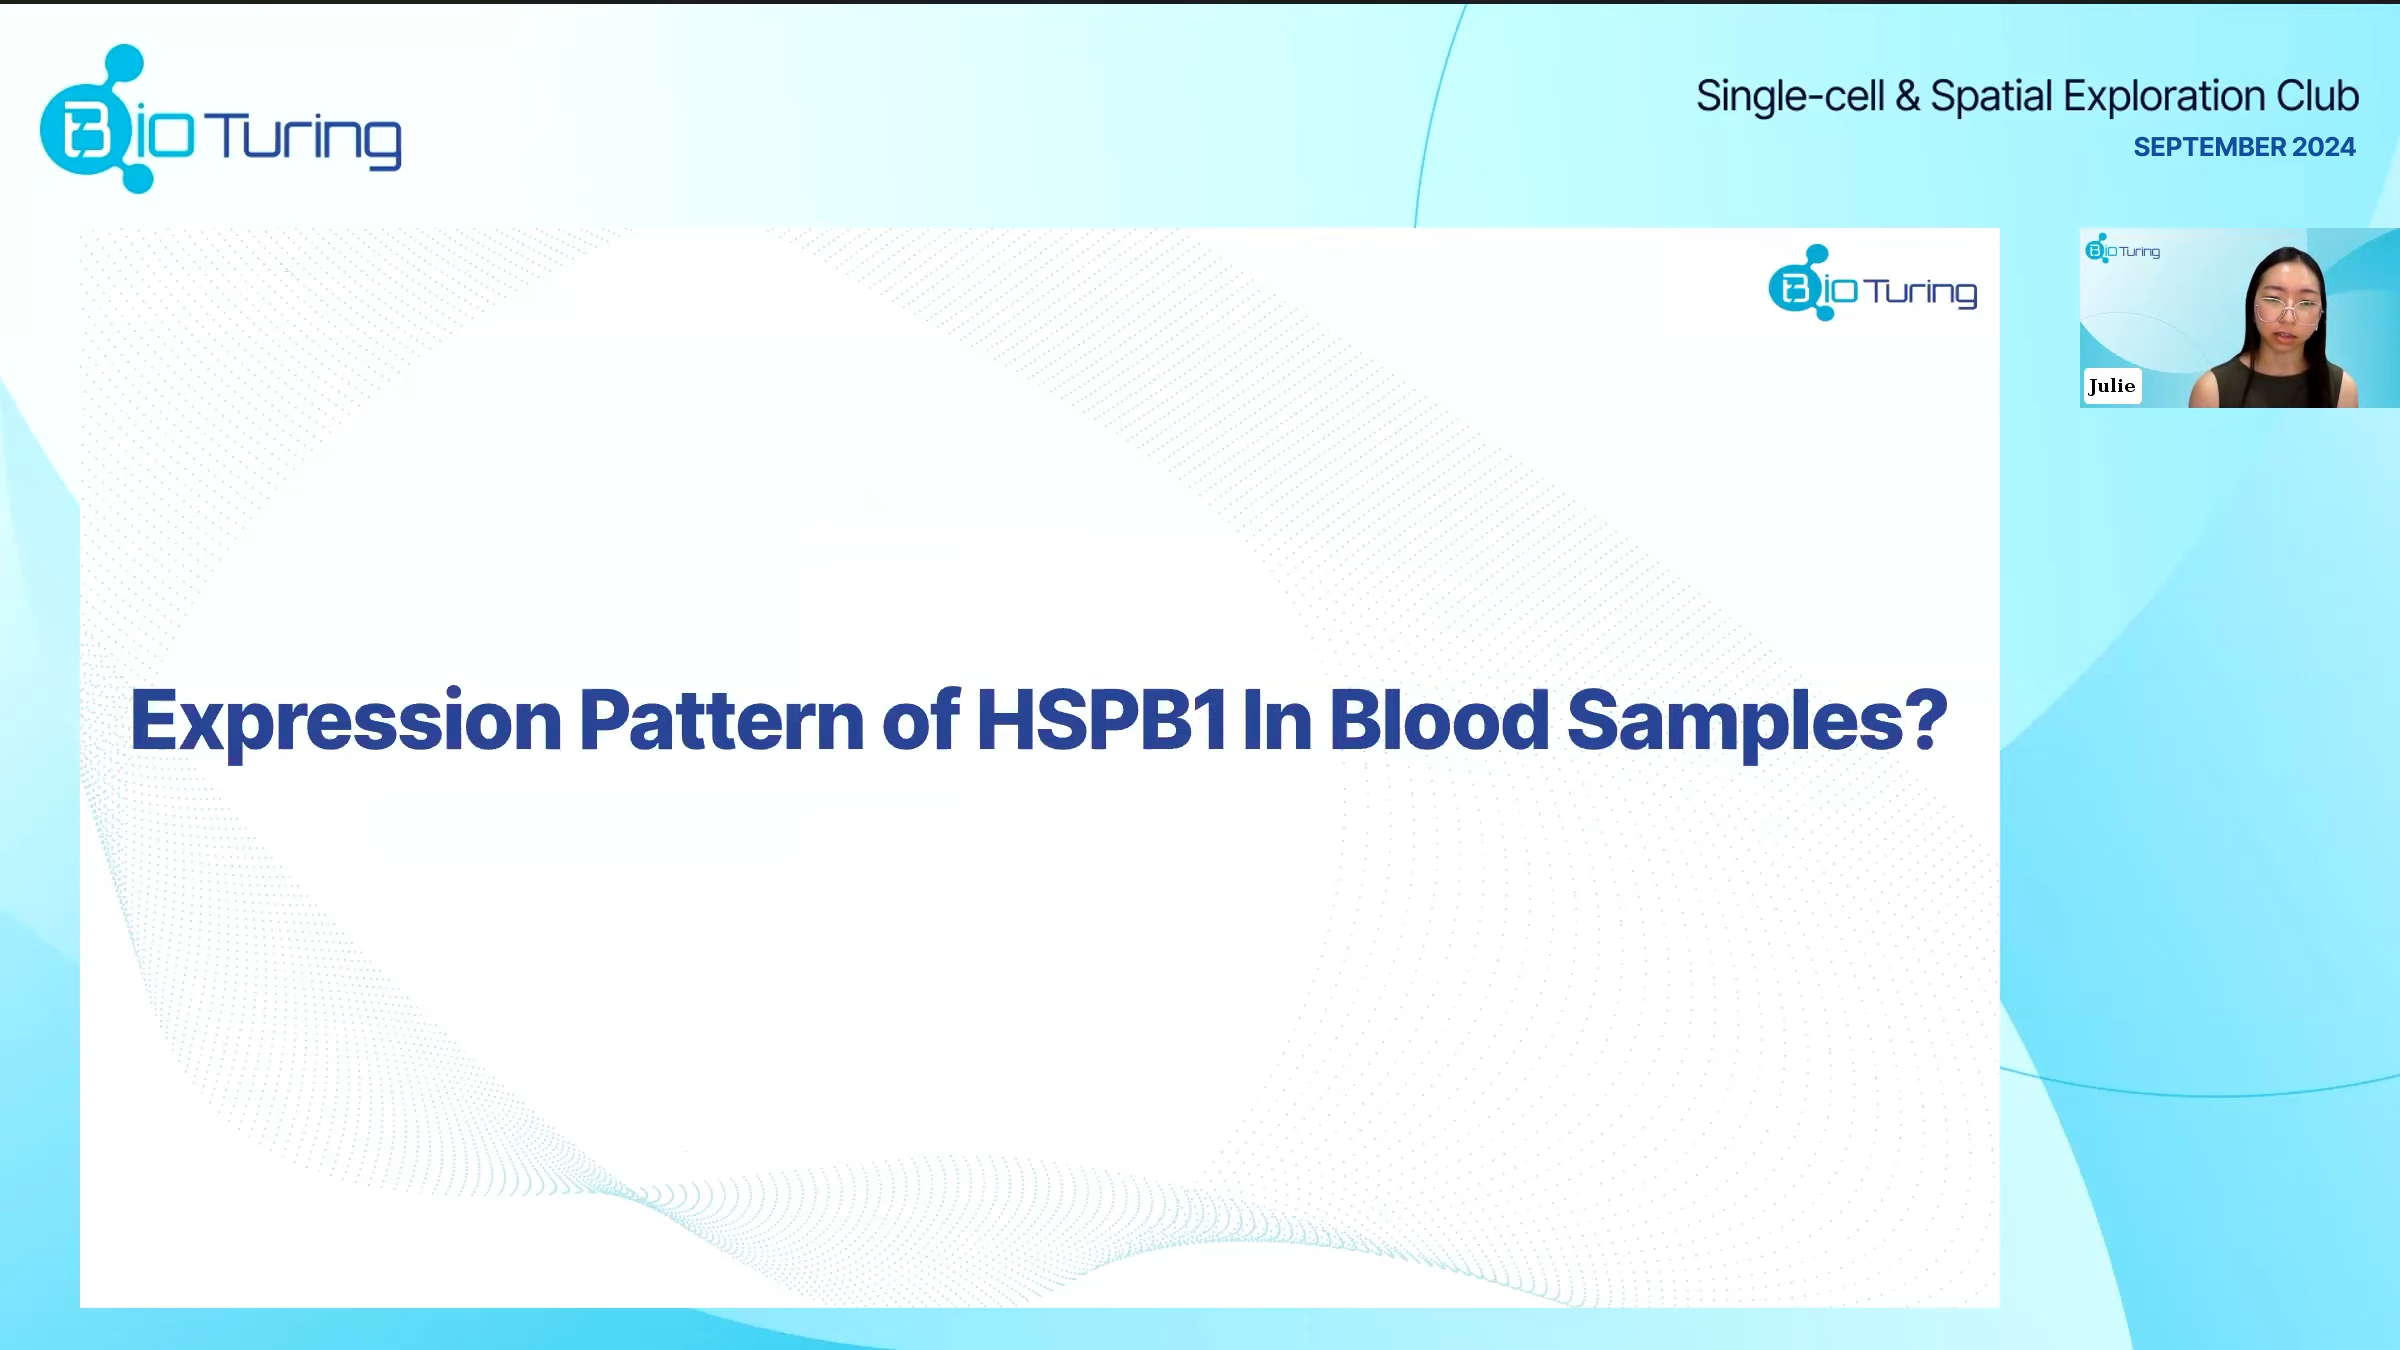 BioTuring
Single-cell & Spatial Exploration Club
SEPTEMBER 2024
BioTuring
BioTuring
Julie
Expression Pattern of HSPB1 In Blood Samples?